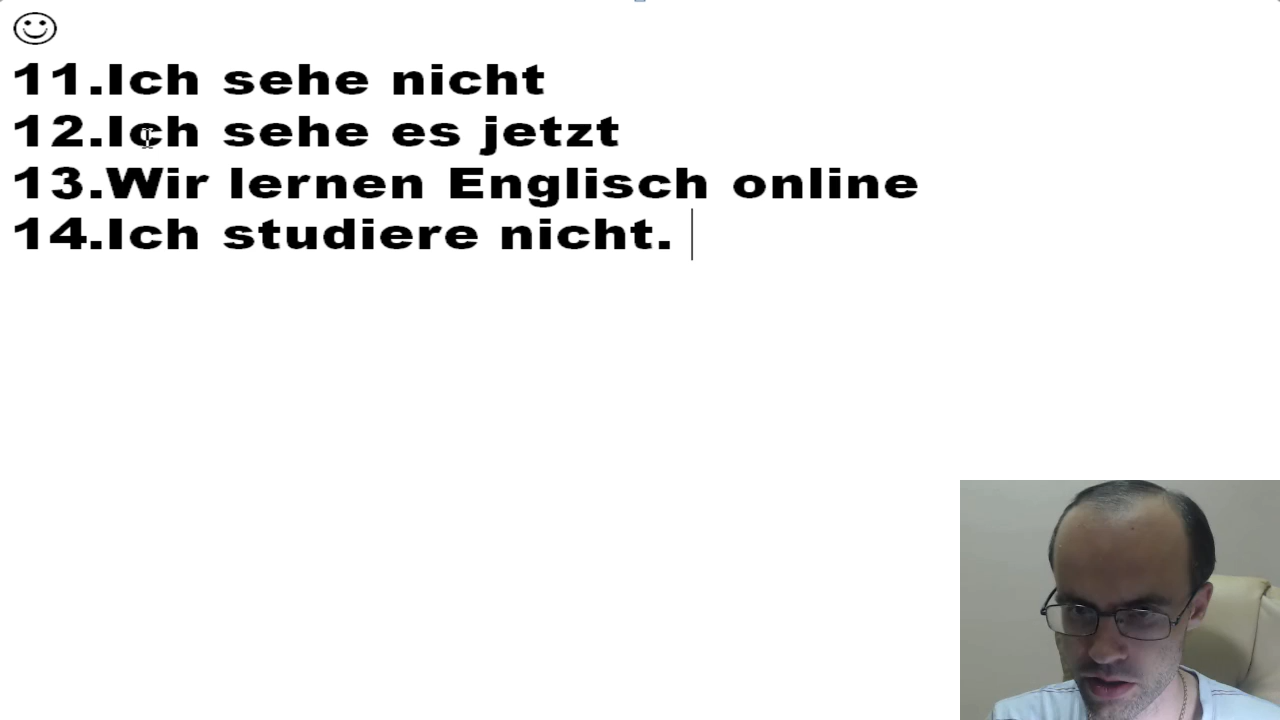 11.Ich sehe nicht
12.Ich sehe es jetzt
13.Wir lernen Englisch online
14.Ich studiere nicht.